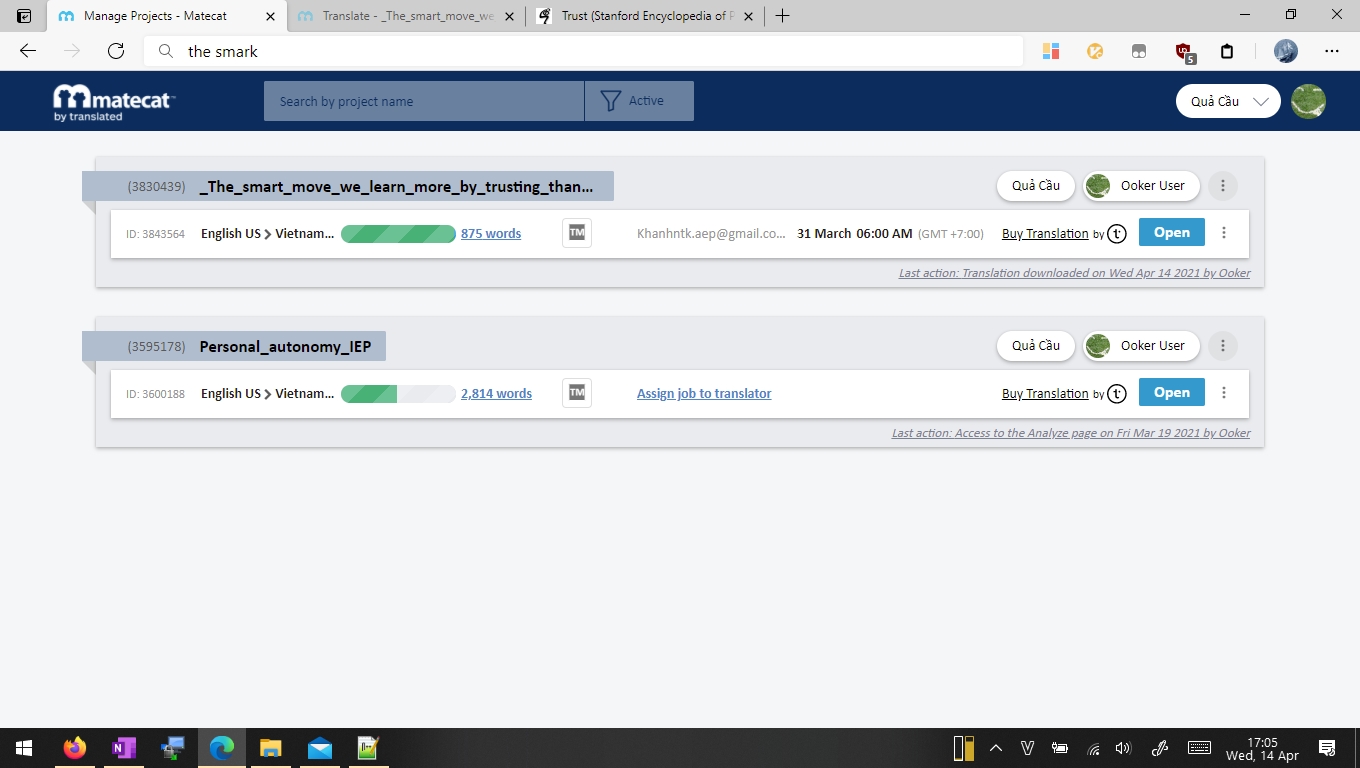 Manage Projects - Matecat
Translate - _The_smart_move_we
Trust (Stanford Encyclopedia of P
the smark
5
matecat™
by translated
Search by project name
Active
Quả Cầu
(3830439) _The_smart_move_we_learn_more_by_trusting_than...
Quả Cầu
Ooker User
ID: 3843564 English US > Vietnam... 875 words TM Khanhntk.aep@gmail.co... 31 March 06:00 AM (GMT +7:00) Buy Translation by t Open
Last action: Translation downloaded on Wed Apr 14 2021 by Ooker
(3595178) Personal_autonomy_IEP
Quả Cầu
Ooker User
ID: 3600188 English US > Vietnam... 2,814 words TM Assign job to translator Buy Translation by t Open
Last action: Access to the Analyze page on Fri Mar 19 2021 by Ooker
17:05
Wed, 14 Apr